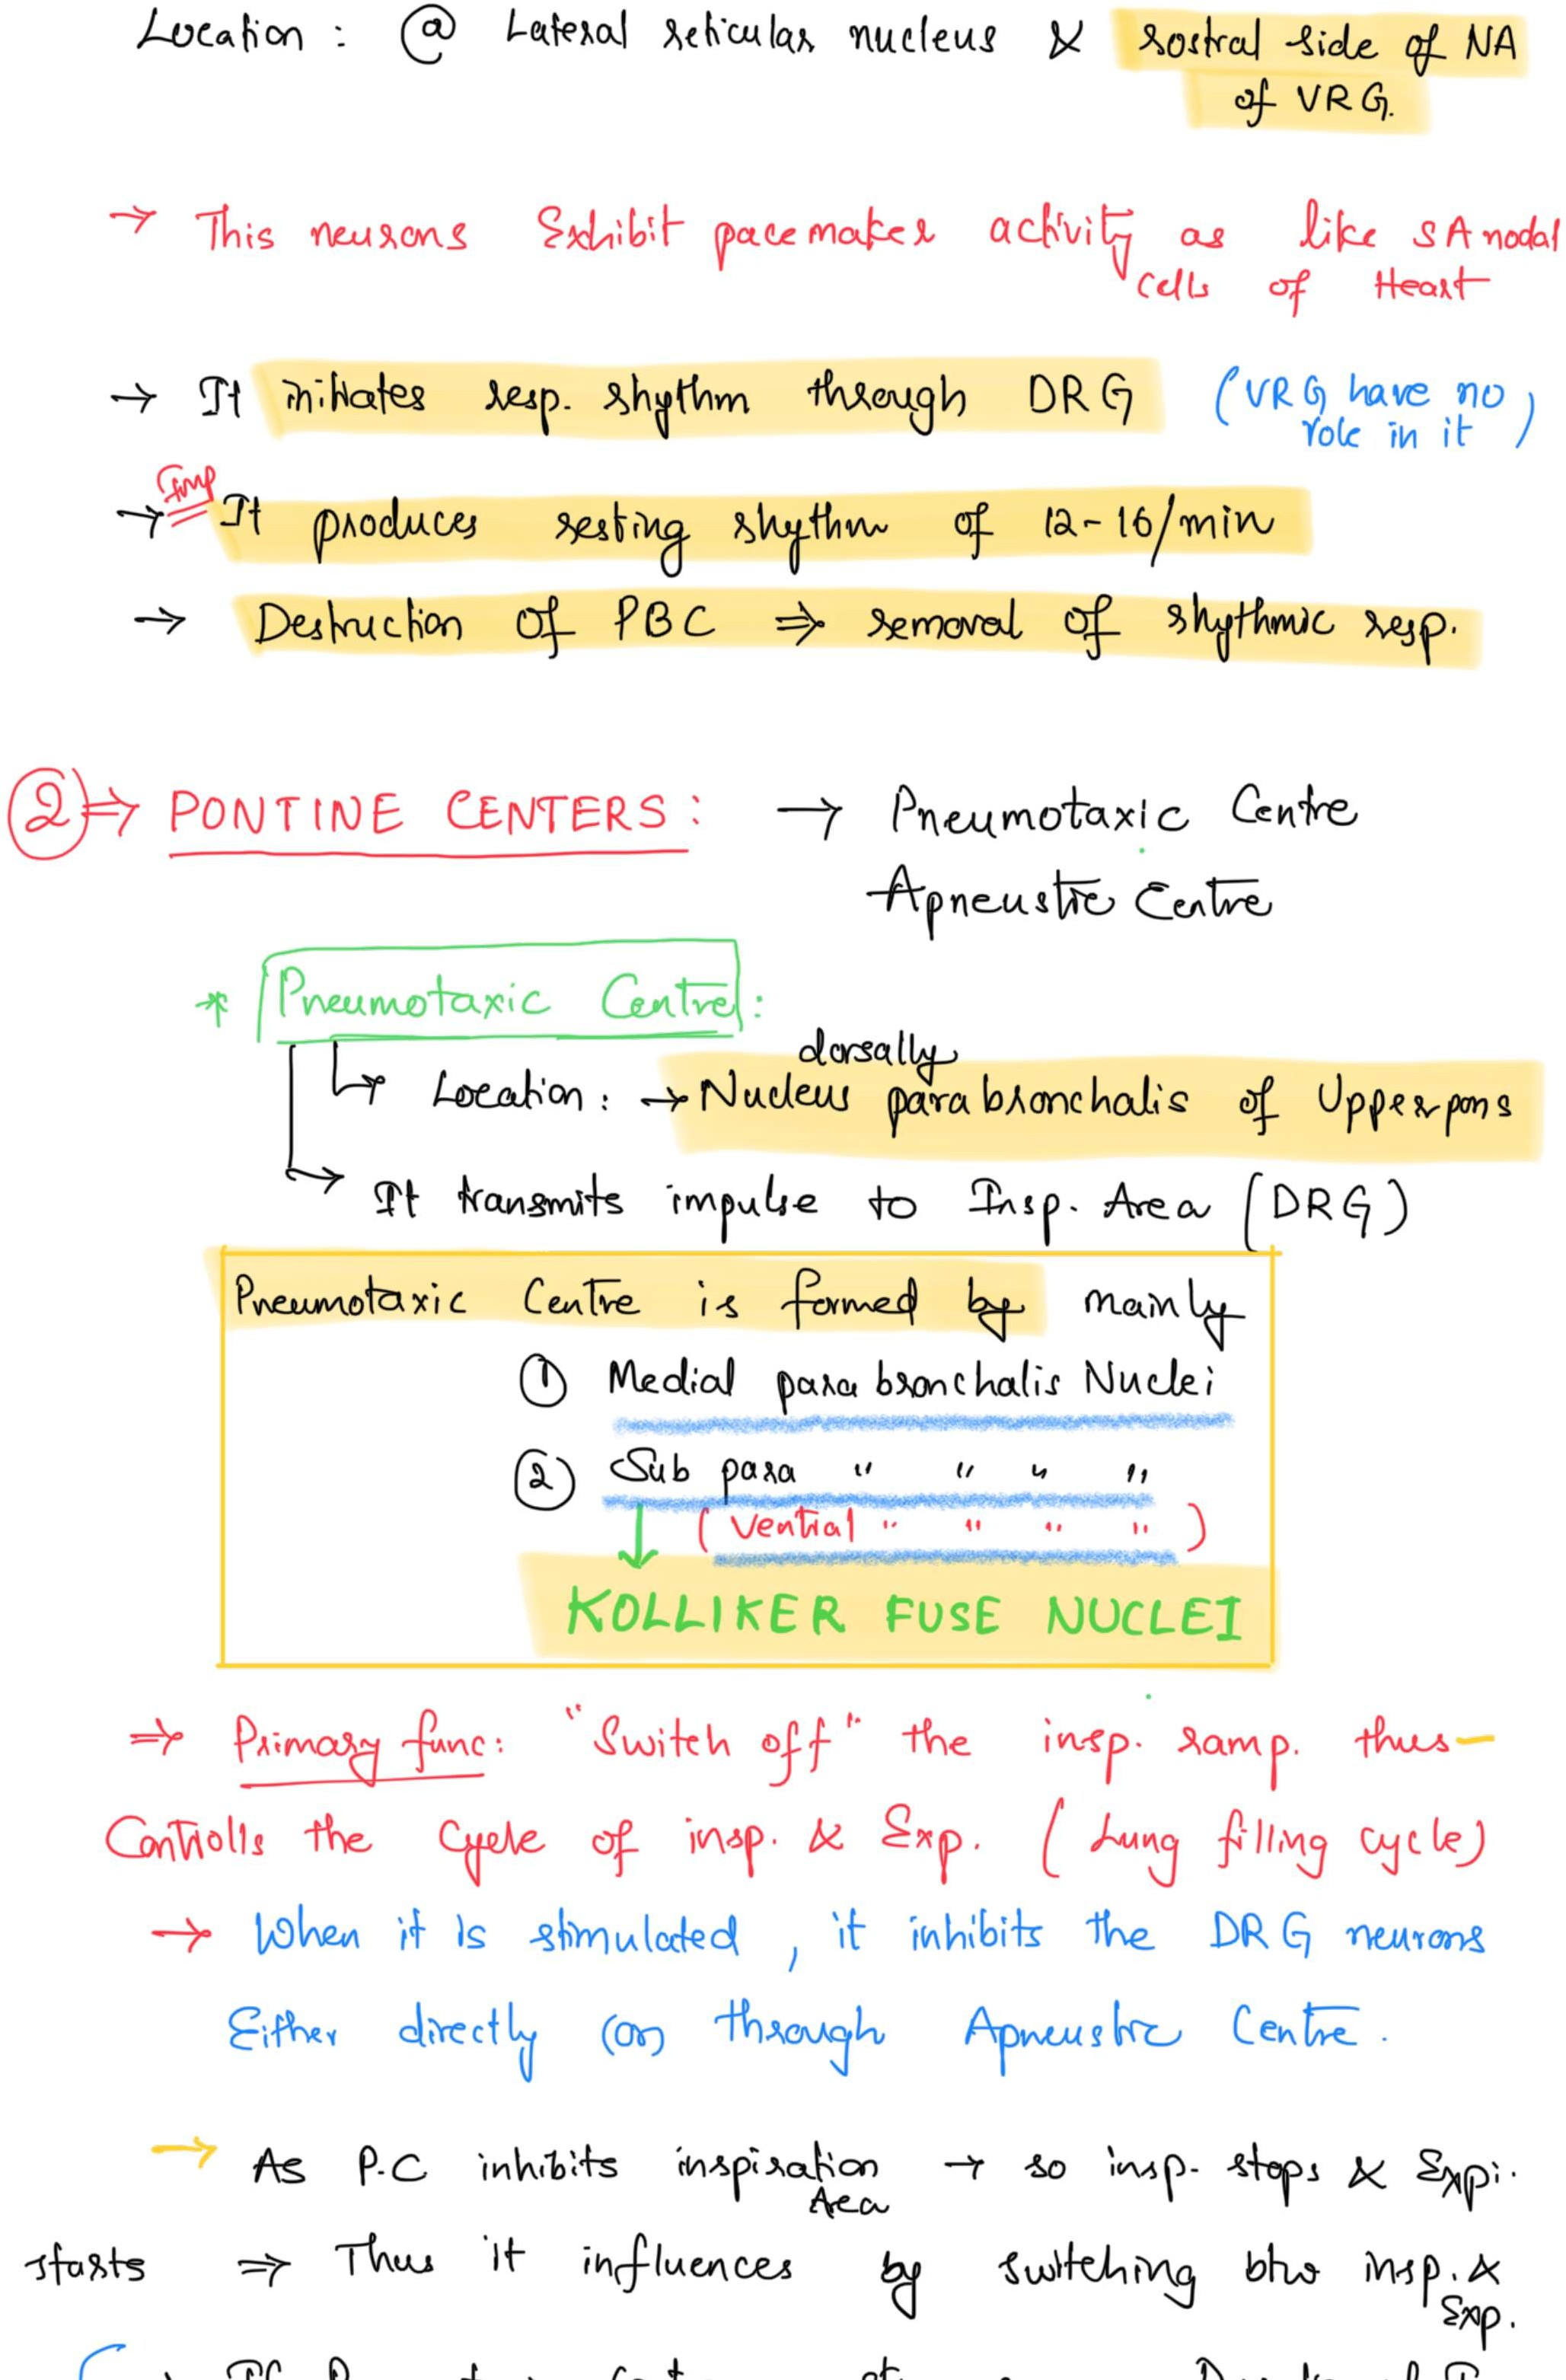 Location : @ Lateral reticular nucleus & rostral side of NA
of VRG.
→ This neurons Exhibit pacemaker activity as like SA nodal
cells of Heart
→ It initates resp. rhythm through DRG (VRG have no
role in it)
Imp
→ It produces resting rhythm of 12-16/min
→ Destruction of PBC ⇒ removal of rhythmic resp.
② ⇒ PONTINE CENTERS : → Pneumotaxic Centre
Apneustic Centre
* Pneumotaxic Centre :
dorsally
↳ Location : → Nucleus parabronchalis of Upper pons
↳ It transmits impulse to Insp. Area (DRG)
Pneumotaxic Centre is formed by mainly
① Medial para bronchalis Nuclei
② Sub para " " " "
↓ ( Ventral " " " " )
KOLLIKER FUSE NUCLEI
⇒ Primary func: "Switch off" the insp. ramp. thus -
Controlls the Cycle of insp. & Exp. ( Lung filling cycle)
→ When it is stimulated , it inhibits the DRG neurons
Either directly (or) through Apneustic Centre .
→ As P.C inhibits inspiration → so insp. stops & Expi.
Area
starts ⇒ Thus it influences by switching btw insp. &
Exp.